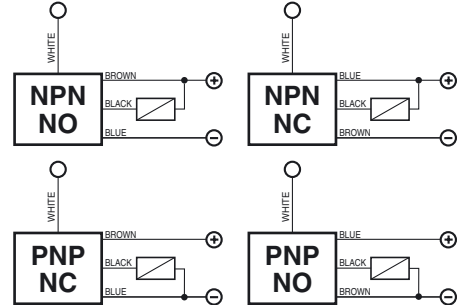 WHITE
NPN
NO
BROWN
BLACK
BLUE
+
−
WHITE
NPN
NC
BLUE
BLACK
BROWN
+
−
WHITE
PNP
NC
BROWN
BLACK
BLUE
+
−
WHITE
PNP
NO
BLUE
BLACK
BROWN
+
−